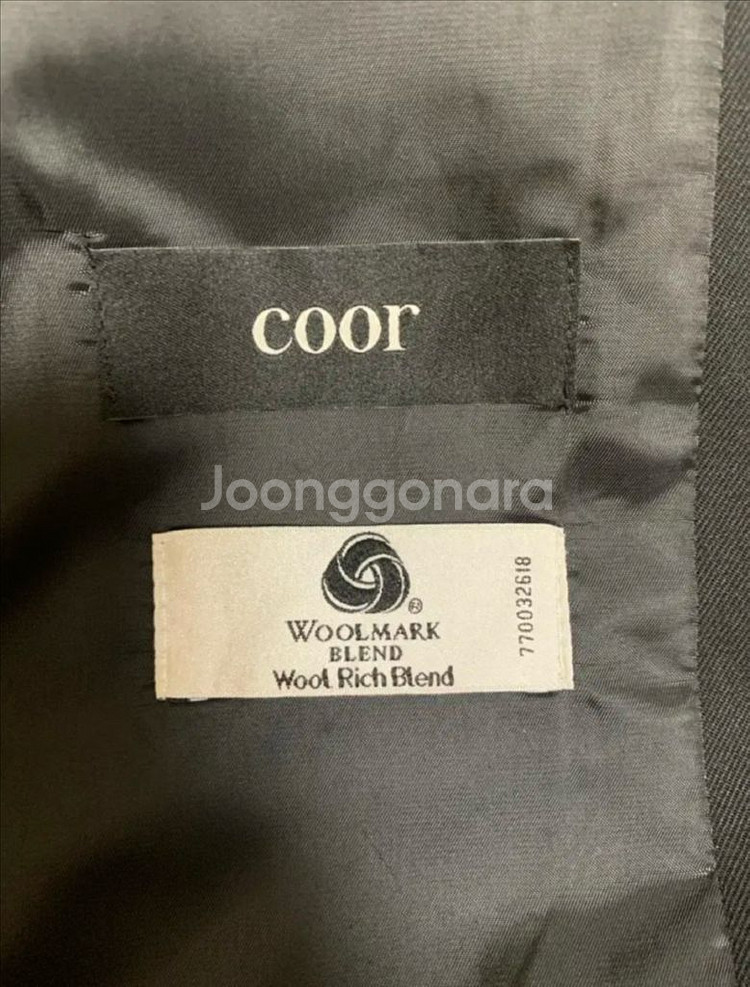 coor
Joonggonara
®
WOOLMARK
BLEND
Wool Rich Blend
770032618